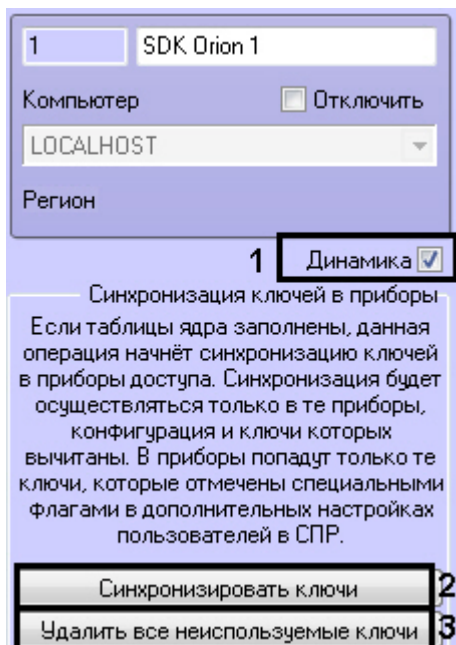 1 SDK Orion 1
Компьютер Отключить
LOCALHOST
Регион
1 Динамика
Синхронизация ключей в приборы
Если таблицы ядра заполнены, данная
операция начнёт синхронизацию ключей
в приборы доступа. Синхронизация будет
осуществляться только в те приборы,
конфигурация и ключи которых
вычитаны. В приборы попадут только те
ключи, которые отмечены специальными
флагами в дополнительных настройках
пользователей в СПР.
Синхронизировать ключи 2
Удалить все неиспользуемые ключи 3